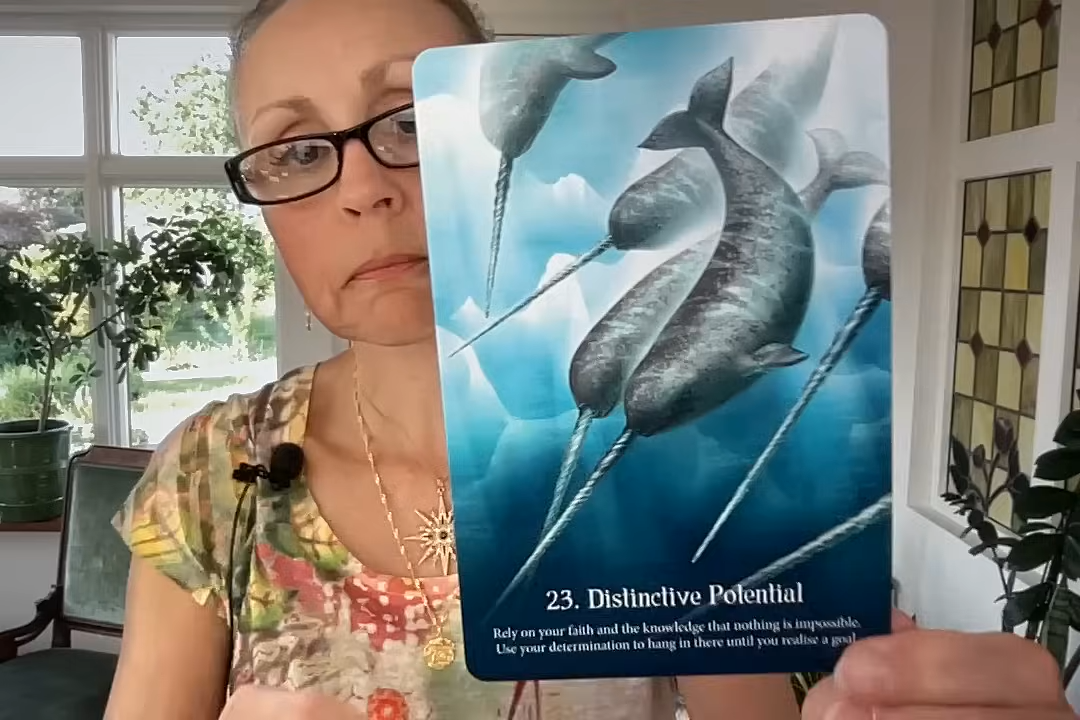 23. Distinctive Potential
Rely on your faith and the knowledge that nothing is impossible.
Use your determination to hang in there until you realise a goal